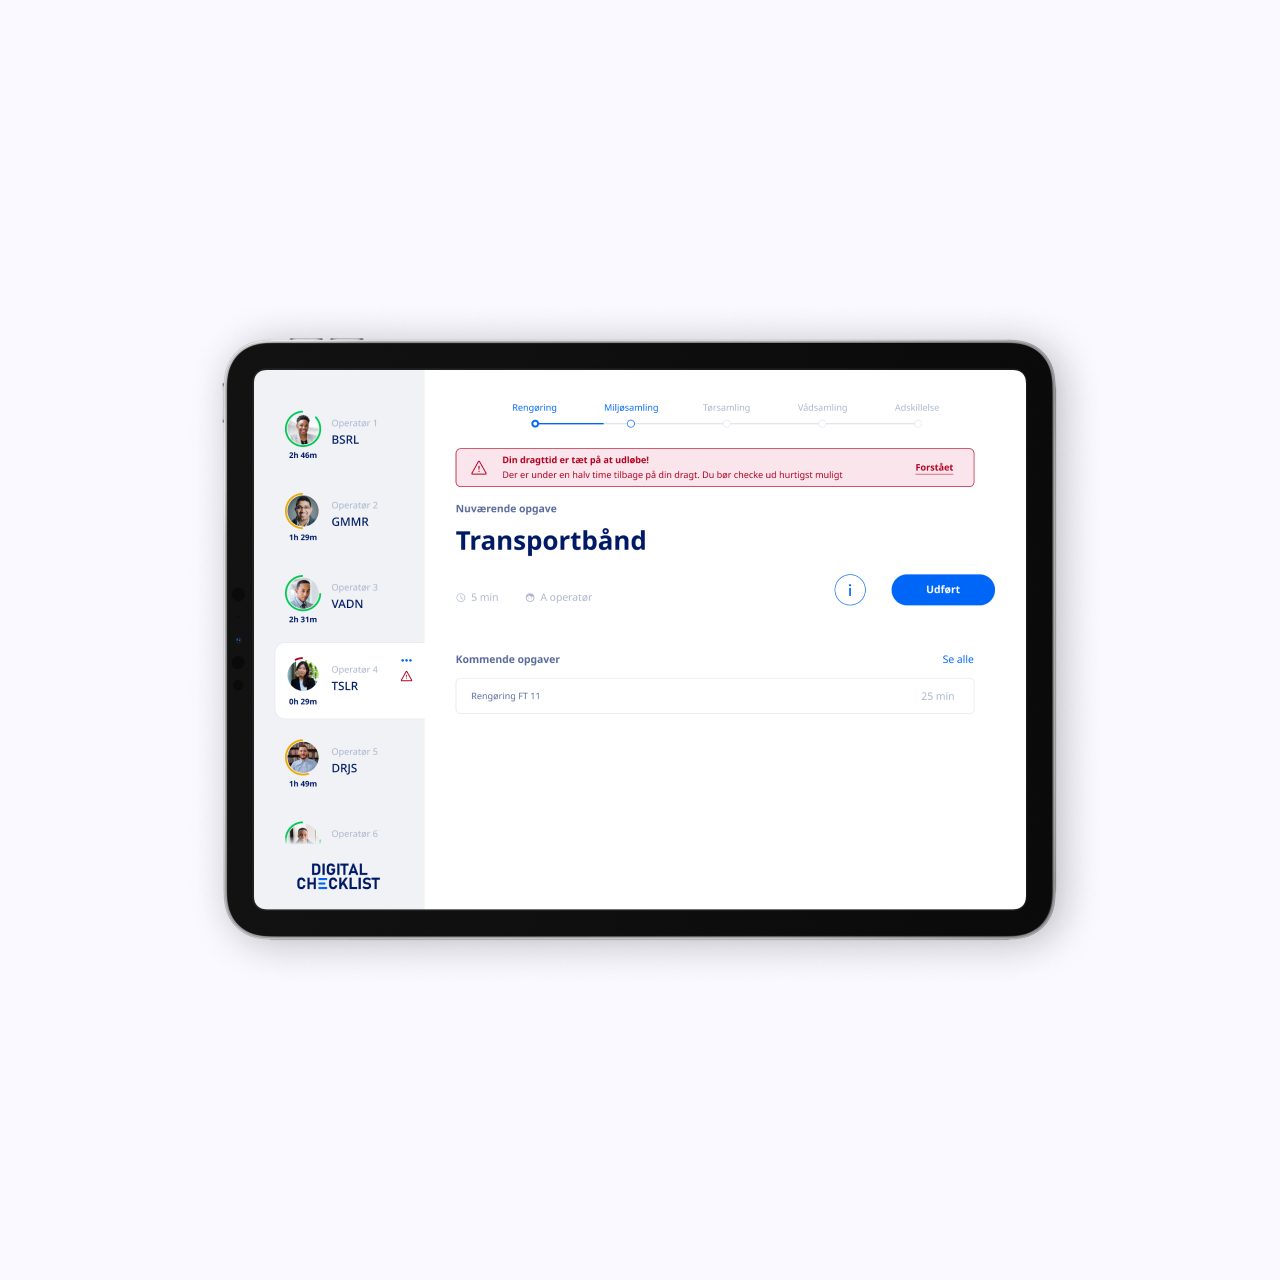 Operatør 1
BSRL
2h 46m
Operatør 2
GMMR
1h 29m
Operatør 3
VADN
2h 31m
Operatør 4
TSLR
0h 29m
Operatør 5
DRJS
1h 49m
Operatør 6
DIGITAL
CHECKLIST
Rengøring
Miljøsamling
Tørsamling
Vådsamling
Adskillelse
Din dragttid er tæt på at udløbe!
Der er under en halv time tilbage på din dragt. Du bør checke ud hurtigst muligt
Forstået
Nuværende opgave
Transportbånd
5 min
A operatør
i
Udført
Kommende opgaver
Se alle
Rengøring FT 11
25 min